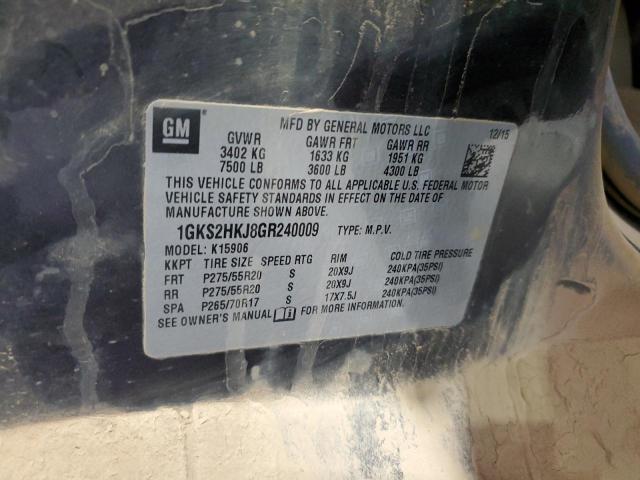 GM
MFD BY GENERAL MOTORS LLC 12/15
GVWR GAWR FRT GAWR RR
3402 KG 1633 KG 1951 KG
7500 LB 3600 LB 4300 LB
THIS VEHICLE CONFORMS TO ALL APPLICABLE U.S. FEDERAL MOTOR
VEHICLE SAFETY STANDARDS IN EFFECT ON THE DATE OF
MANUFACTURE SHOWN ABOVE.
1GKS2HKJ8GR240009 TYPE: M.P.V.
MODEL: K15906
KKPT TIRE SIZE SPEED RTG RIM COLD TIRE PRESSURE
FRT P275/55R20 S 20X9J 240KPA(35PSI)
RR P275/55R20 S 20X9J 240KPA(35PSI)
SPA P265/70R17 S 17X7.5J 240KPA(35PSI)
SEE OWNER'S MANUAL FOR MORE INFORMATION.